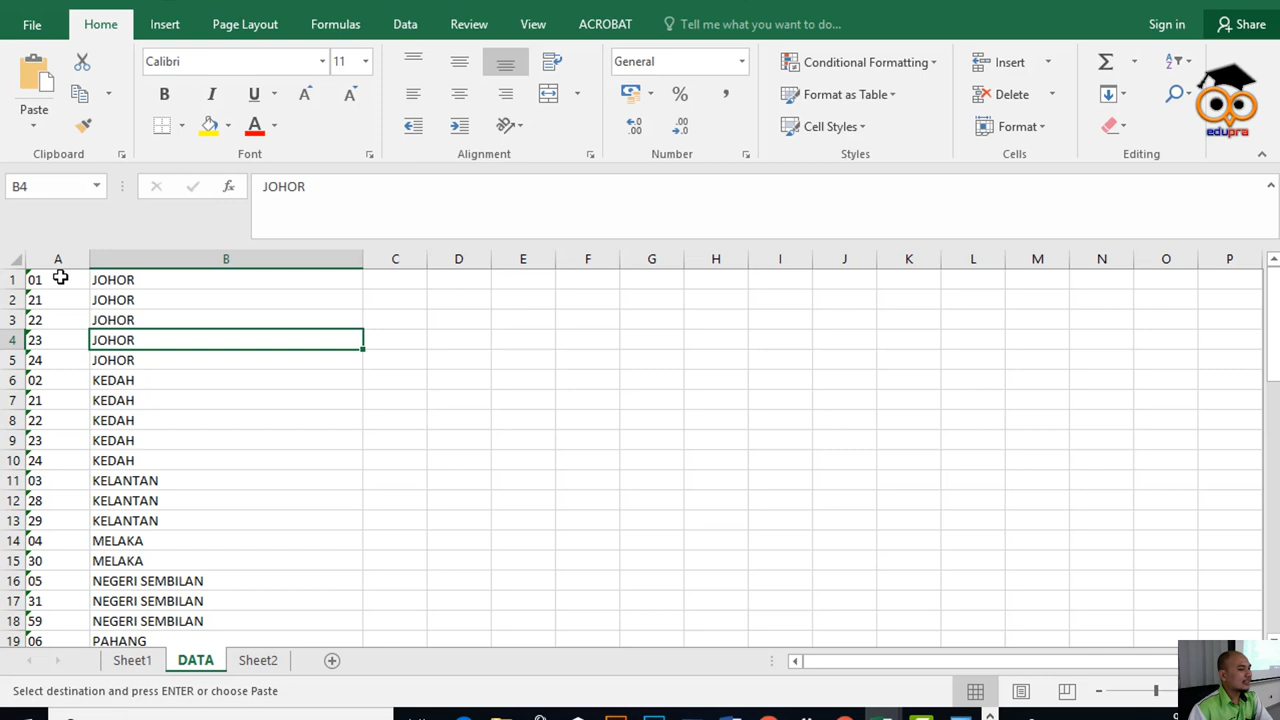 File Home Insert Page Layout Formulas Data Review View ACROBAT Tell me what you want to do... Sign in Share
Paste
Calibri 11
B I U A A
General
% ,
Conditional Formatting
Format as Table
Cell Styles
Insert
Delete
Format
edupra
Clipboard Font Alignment Number Styles Cells Editing
B4 fx JOHOR
A B C D E F G H I J K L M N O P
1 01 JOHOR
2 21 JOHOR
3 22 JOHOR
4 23 JOHOR
5 24 JOHOR
6 02 KEDAH
7 21 KEDAH
8 22 KEDAH
9 23 KEDAH
10 24 KEDAH
11 03 KELANTAN
12 28 KELANTAN
13 29 KELANTAN
14 04 MELAKA
15 30 MELAKA
16 05 NEGERI SEMBILAN
17 31 NEGERI SEMBILAN
18 59 NEGERI SEMBILAN
19 06 PAHANG
Sheet1 DATA Sheet2
Select destination and press ENTER or choose Paste